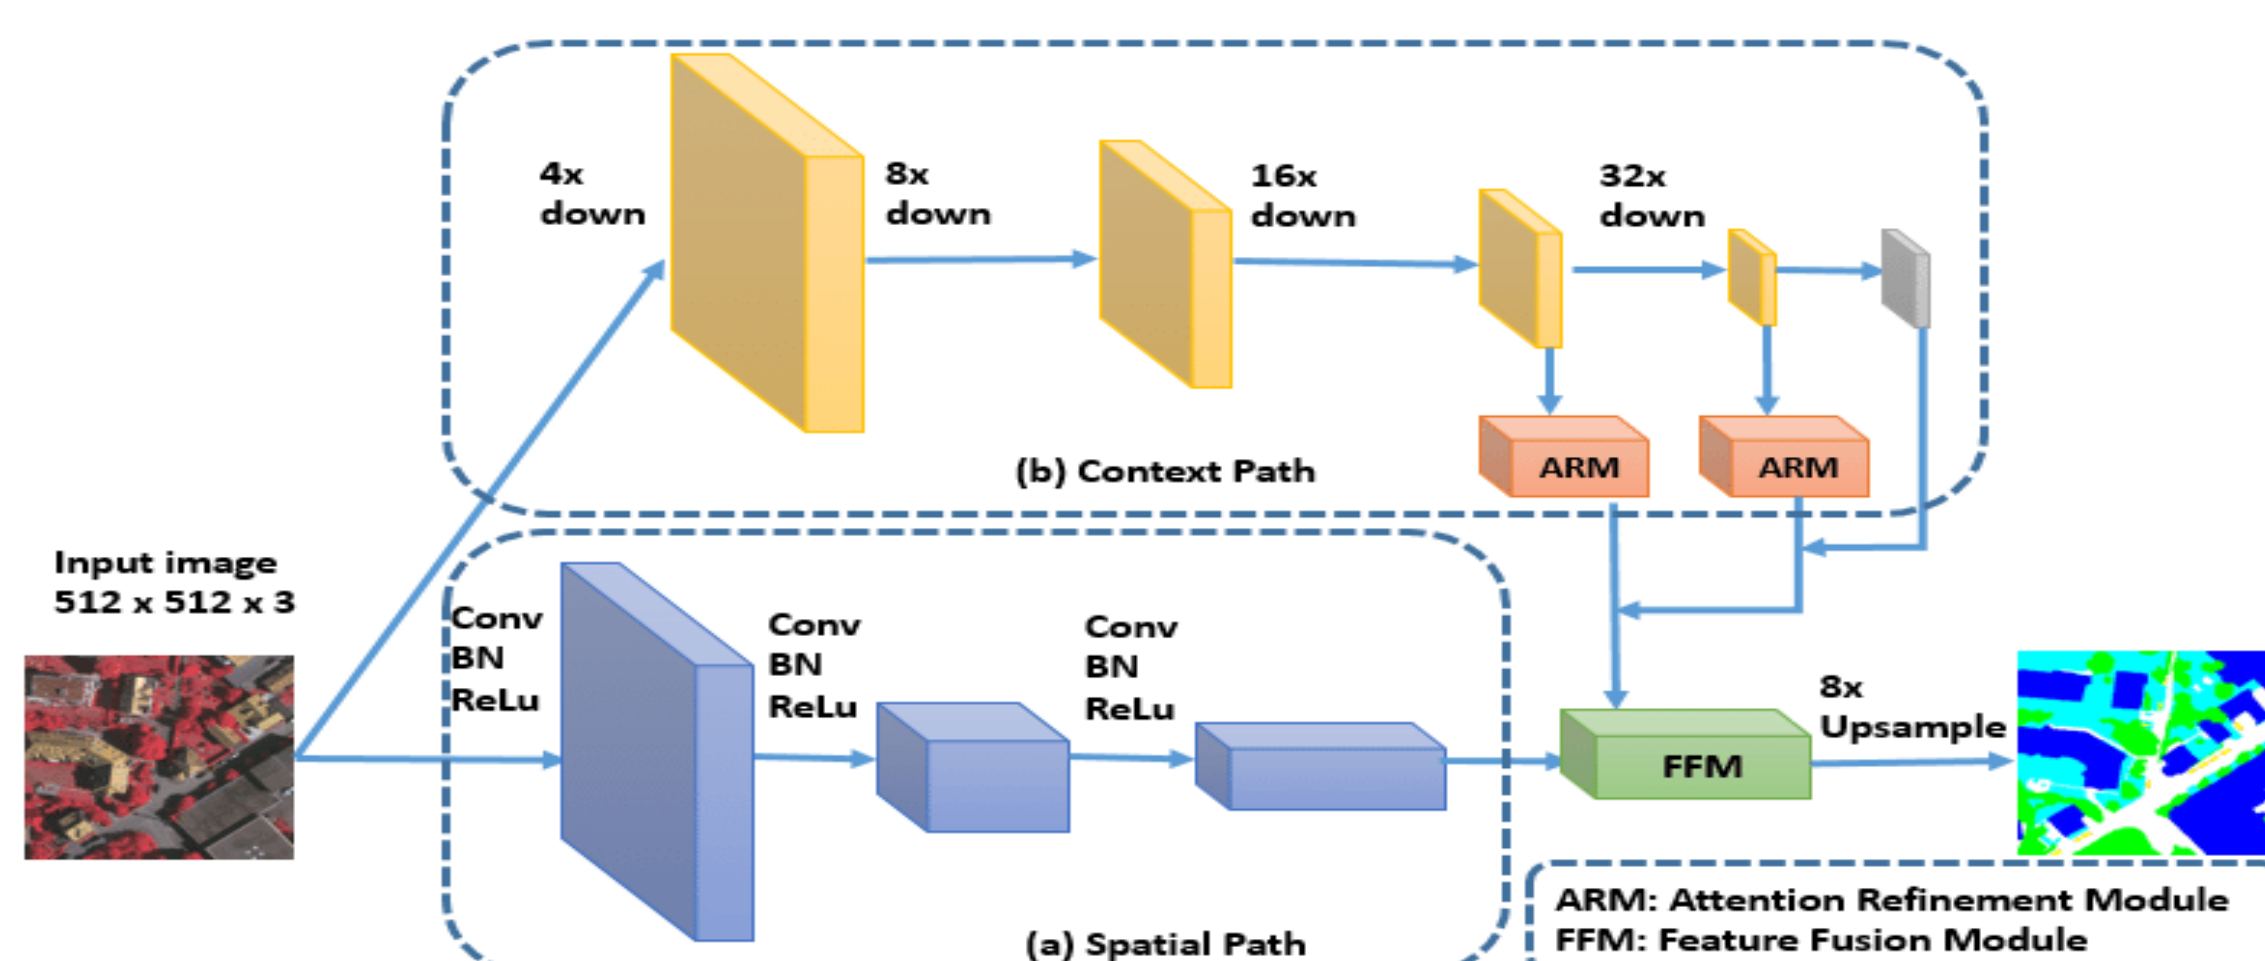 4x
down
8x
down
16x
down
32x
down
ARM
ARM
(b) Context Path
Input image
512 x 512 x 3
Conv
BN
ReLu
Conv
BN
ReLu
Conv
BN
ReLu
FFM
8x
Upsample
(a) Spatial Path
ARM: Attention Refinement Module
FFM: Feature Fusion Module